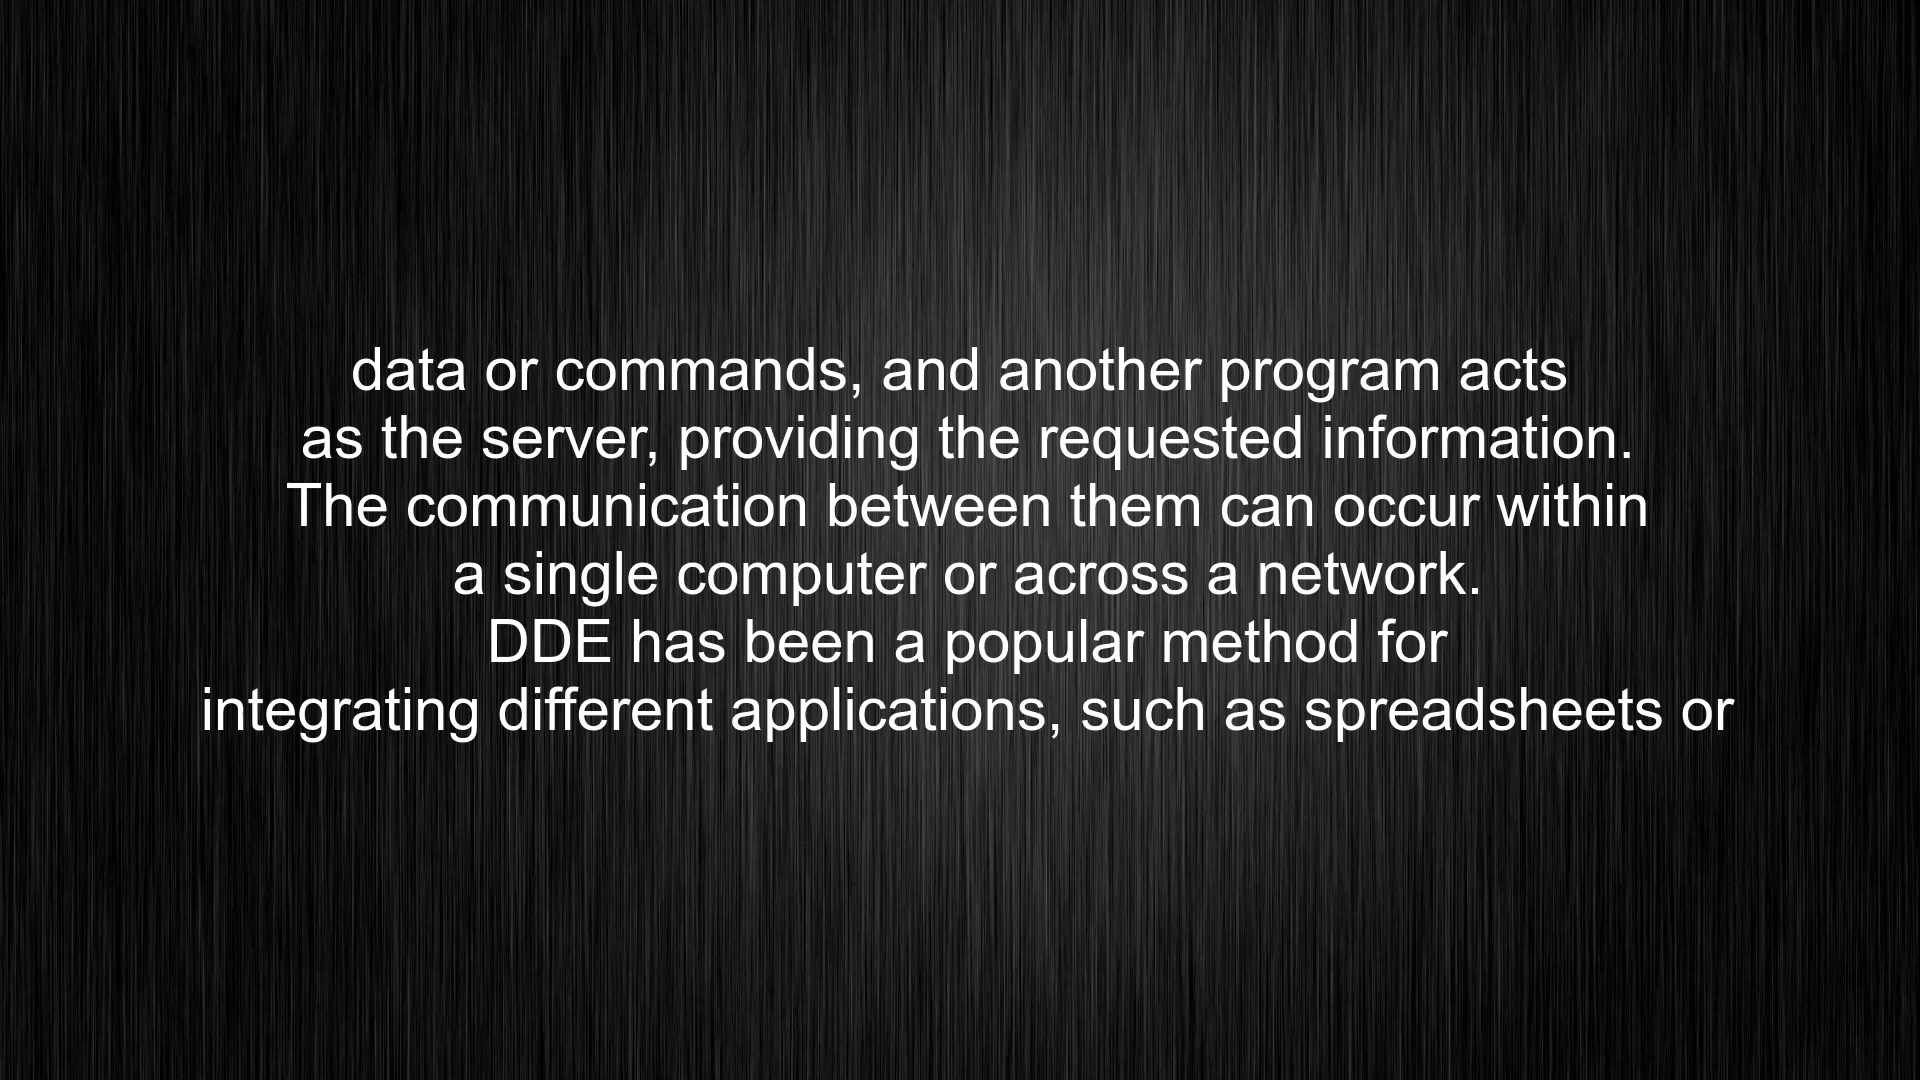 data or commands, and another program acts
as the server, providing the requested information.
The communication between them can occur within
a single computer or across a network.
DDE has been a popular method for
integrating different applications, such as spreadsheets or